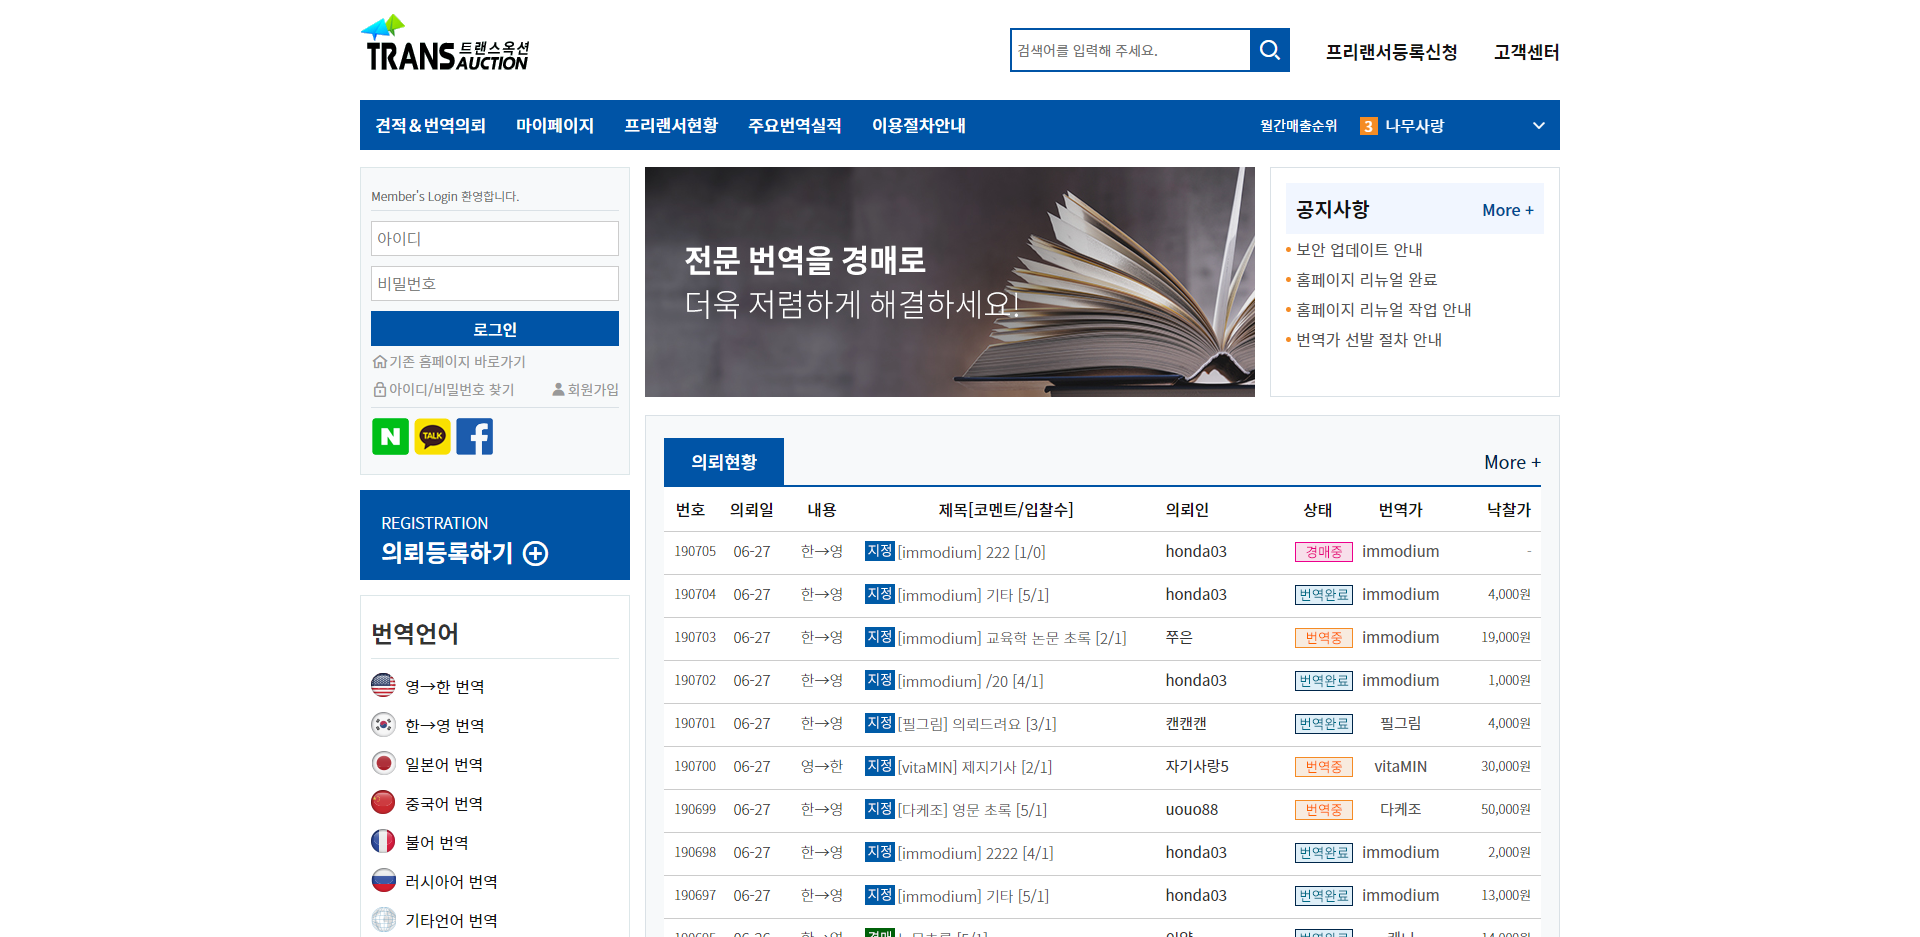 TRANS 트랜스옥션 AUCTION
검색어를 입력해 주세요.
프리랜서등록신청 고객센터
견적&번역의뢰 마이페이지 프리랜서현황 주요번역실적 이용절차안내 월간매출순위 3 나무사랑
Member's Login 환영합니다.
아이디
비밀번호
로그인
기존 홈페이지 바로가기
아이디/비밀번호 찾기 회원가입
N TALK f
REGISTRATION
의뢰등록하기
번역언어
영→한 번역
한→영 번역
일본어 번역
중국어 번역
불어 번역
러시아어 번역
기타언어 번역
전문 번역을 경매로
더욱 저렴하게 해결하세요!
공지사항 More +
보안 업데이트 안내
홈페이지 리뉴얼 완료
홈페이지 리뉴얼 작업 안내
번역가 선발 절차 안내
의뢰현황 More +
번호 의뢰일 내용 제목[코멘트/입찰수] 의뢰인 상태 번역가 낙찰가
190705 06-27 한→영 지정 [immodium] 222 [1/0] honda03 경매중 immodium -
190704 06-27 한→영 지정 [immodium] 기타 [5/1] honda03 번역완료 immodium 4,000원
190703 06-27 한→영 지정 [immodium] 교육학 논문 초록 [2/1] 쭈은 번역중 immodium 19,000원
190702 06-27 한→영 지정 [immodium] /20 [4/1] honda03 번역완료 immodium 1,000원
190701 06-27 한→영 지정 [필그림] 의뢰드려요 [3/1] 캔캔캔 번역완료 필그림 4,000원
190700 06-27 영→한 지정 [vitaMIN] 제지기사 [2/1] 자기사랑5 번역중 vitaMIN 30,000원
190699 06-27 한→영 지정 [다케조] 영문 초록 [5/1] uouo88 번역중 다케조 50,000원
190698 06-27 한→영 지정 [immodium] 2222 [4/1] honda03 번역완료 immodium 2,000원
190697 06-27 한→영 지정 [immodium] 기타 [5/1] honda03 번역완료 immodium 13,000원